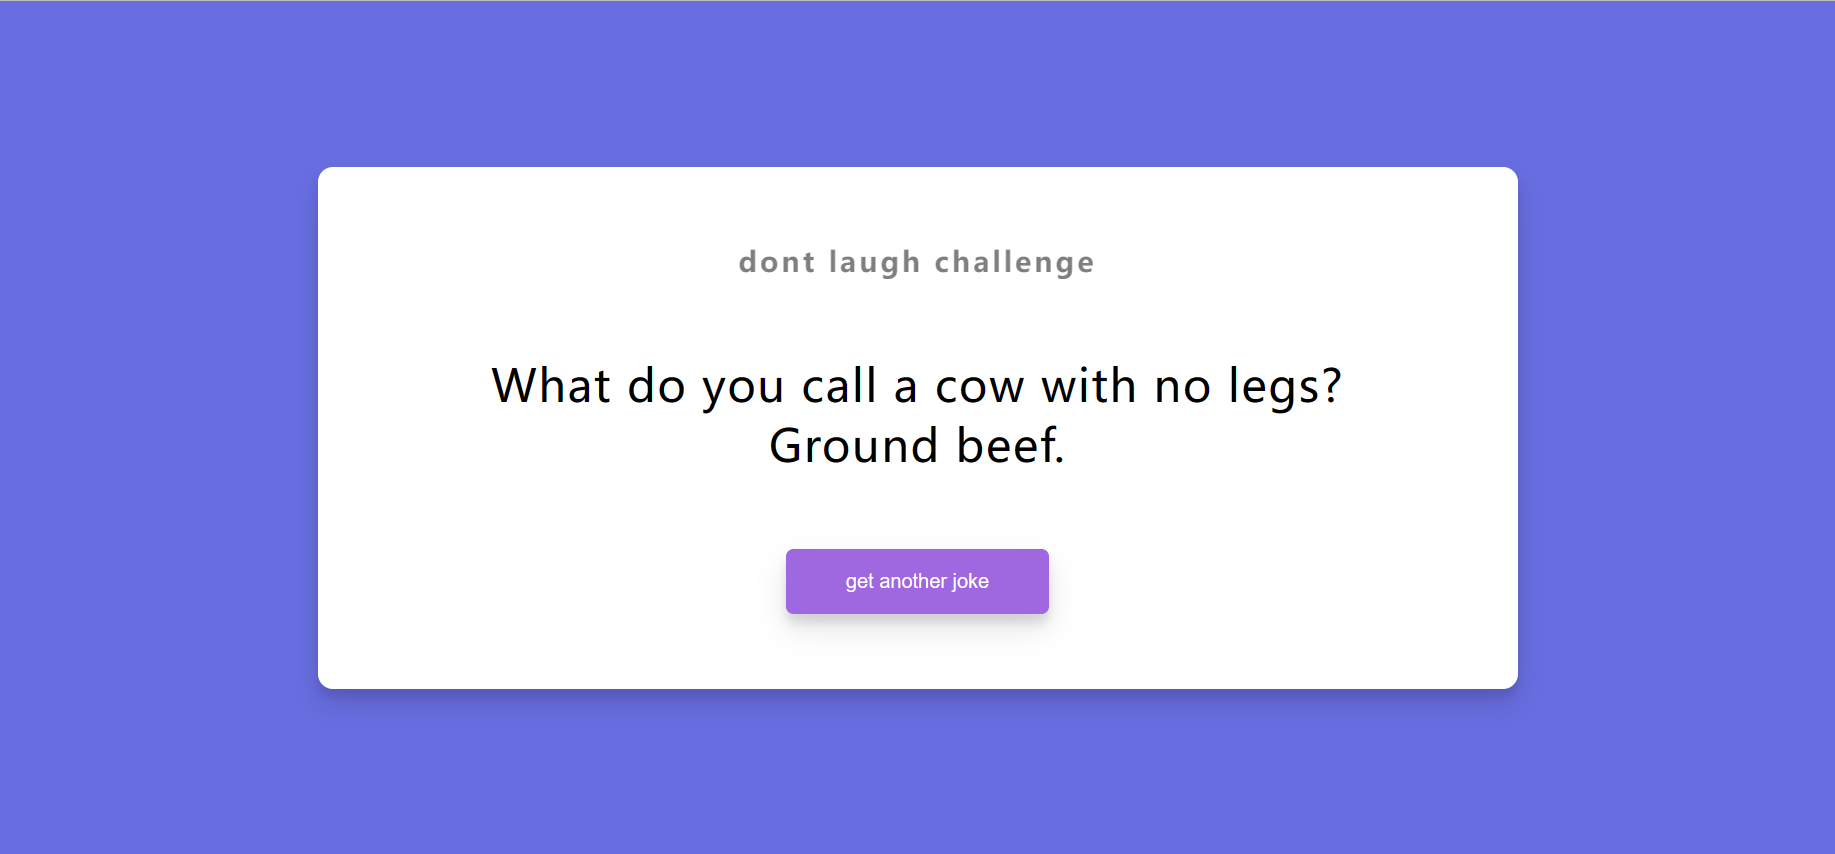 dont laugh challenge
What do you call a cow with no legs?
Ground beef.
get another joke